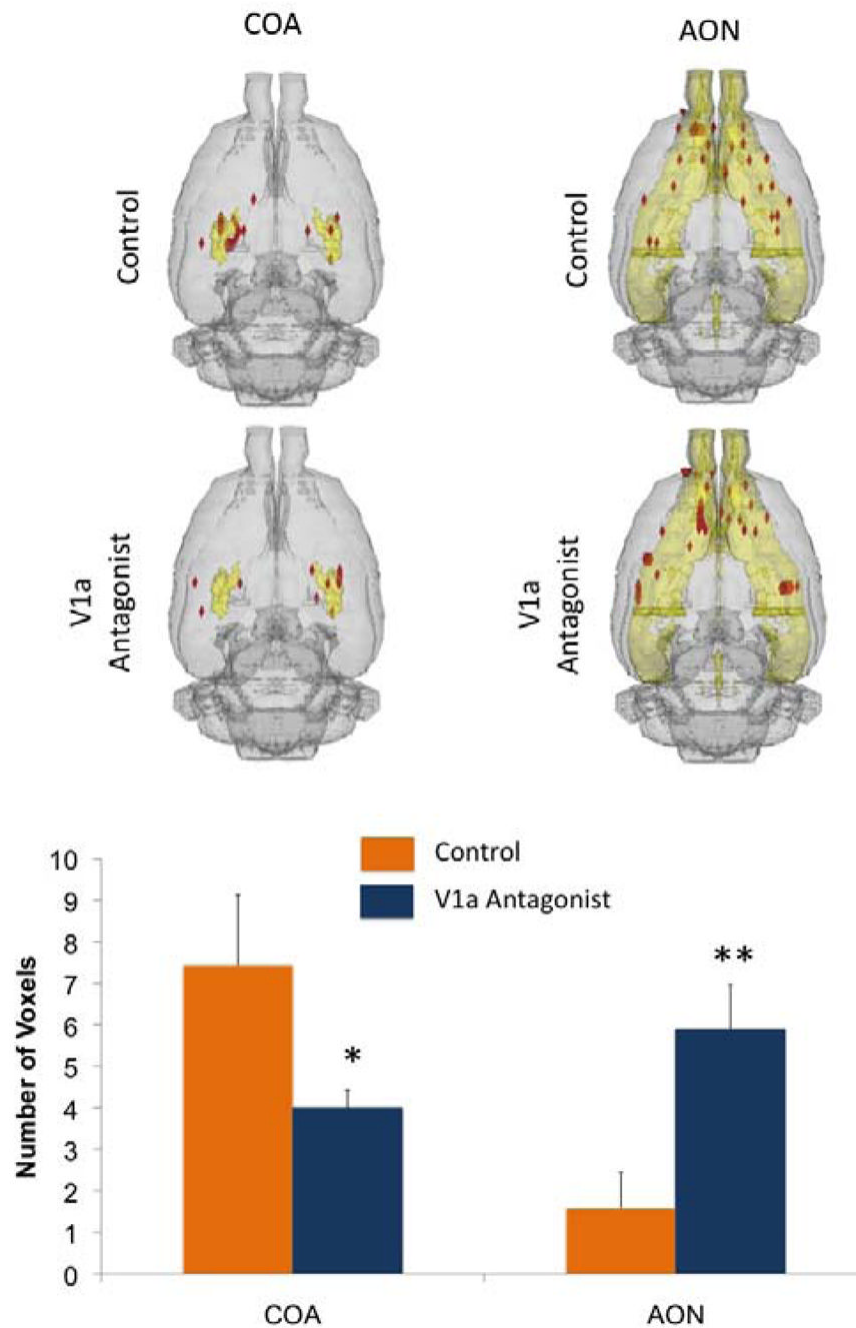 COA
AON
Control
Control
V1a
Antagonist
V1a
Antagonist
Control
V1a Antagonist
10
9
8
7
6
5
4
3
2
1
0
Number of Voxels
*
**
COA
AON